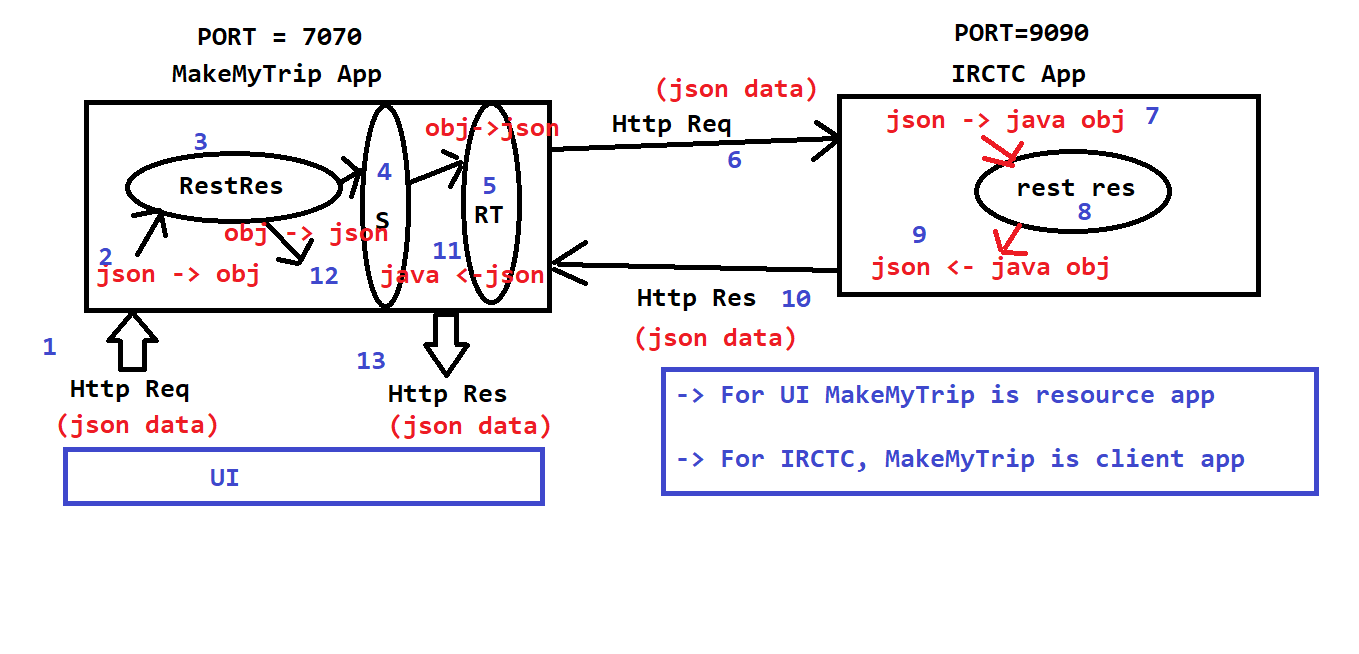 PORT = 7070
MakeMyTrip App
PORT=9090
IRCTC App
(json data)
Http Req
6
3
RestRes
4
S
obj->json
5
RT
2
json -> obj
obj -> json
12
11
java <-json
json -> java obj 7
rest res
8
9
json <- java obj
Http Res 10
(json data)
1
Http Req
(json data)
13
Http Res
(json data)
UI
-> For UI MakeMyTrip is resource app
-> For IRCTC, MakeMyTrip is client app